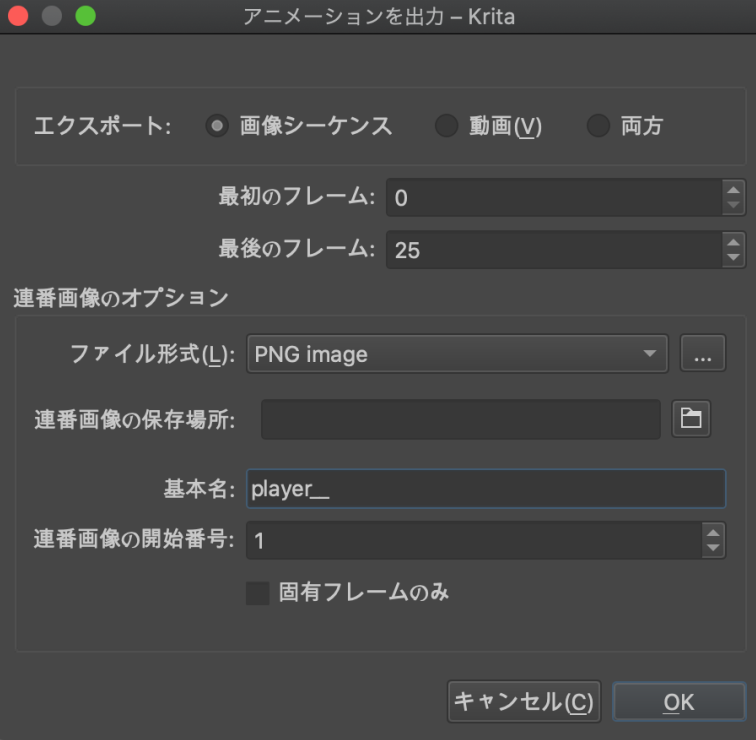 アニメーションを出力 – Krita
エクスポート: 画像シーケンス 動画(V) 両方
最初のフレーム: 0
最後のフレーム: 25
連番画像のオプション
ファイル形式(L): PNG image ...
連番画像の保存場所:
基本名: player__
連番画像の開始番号: 1
固有フレームのみ
キャンセル(C) OK